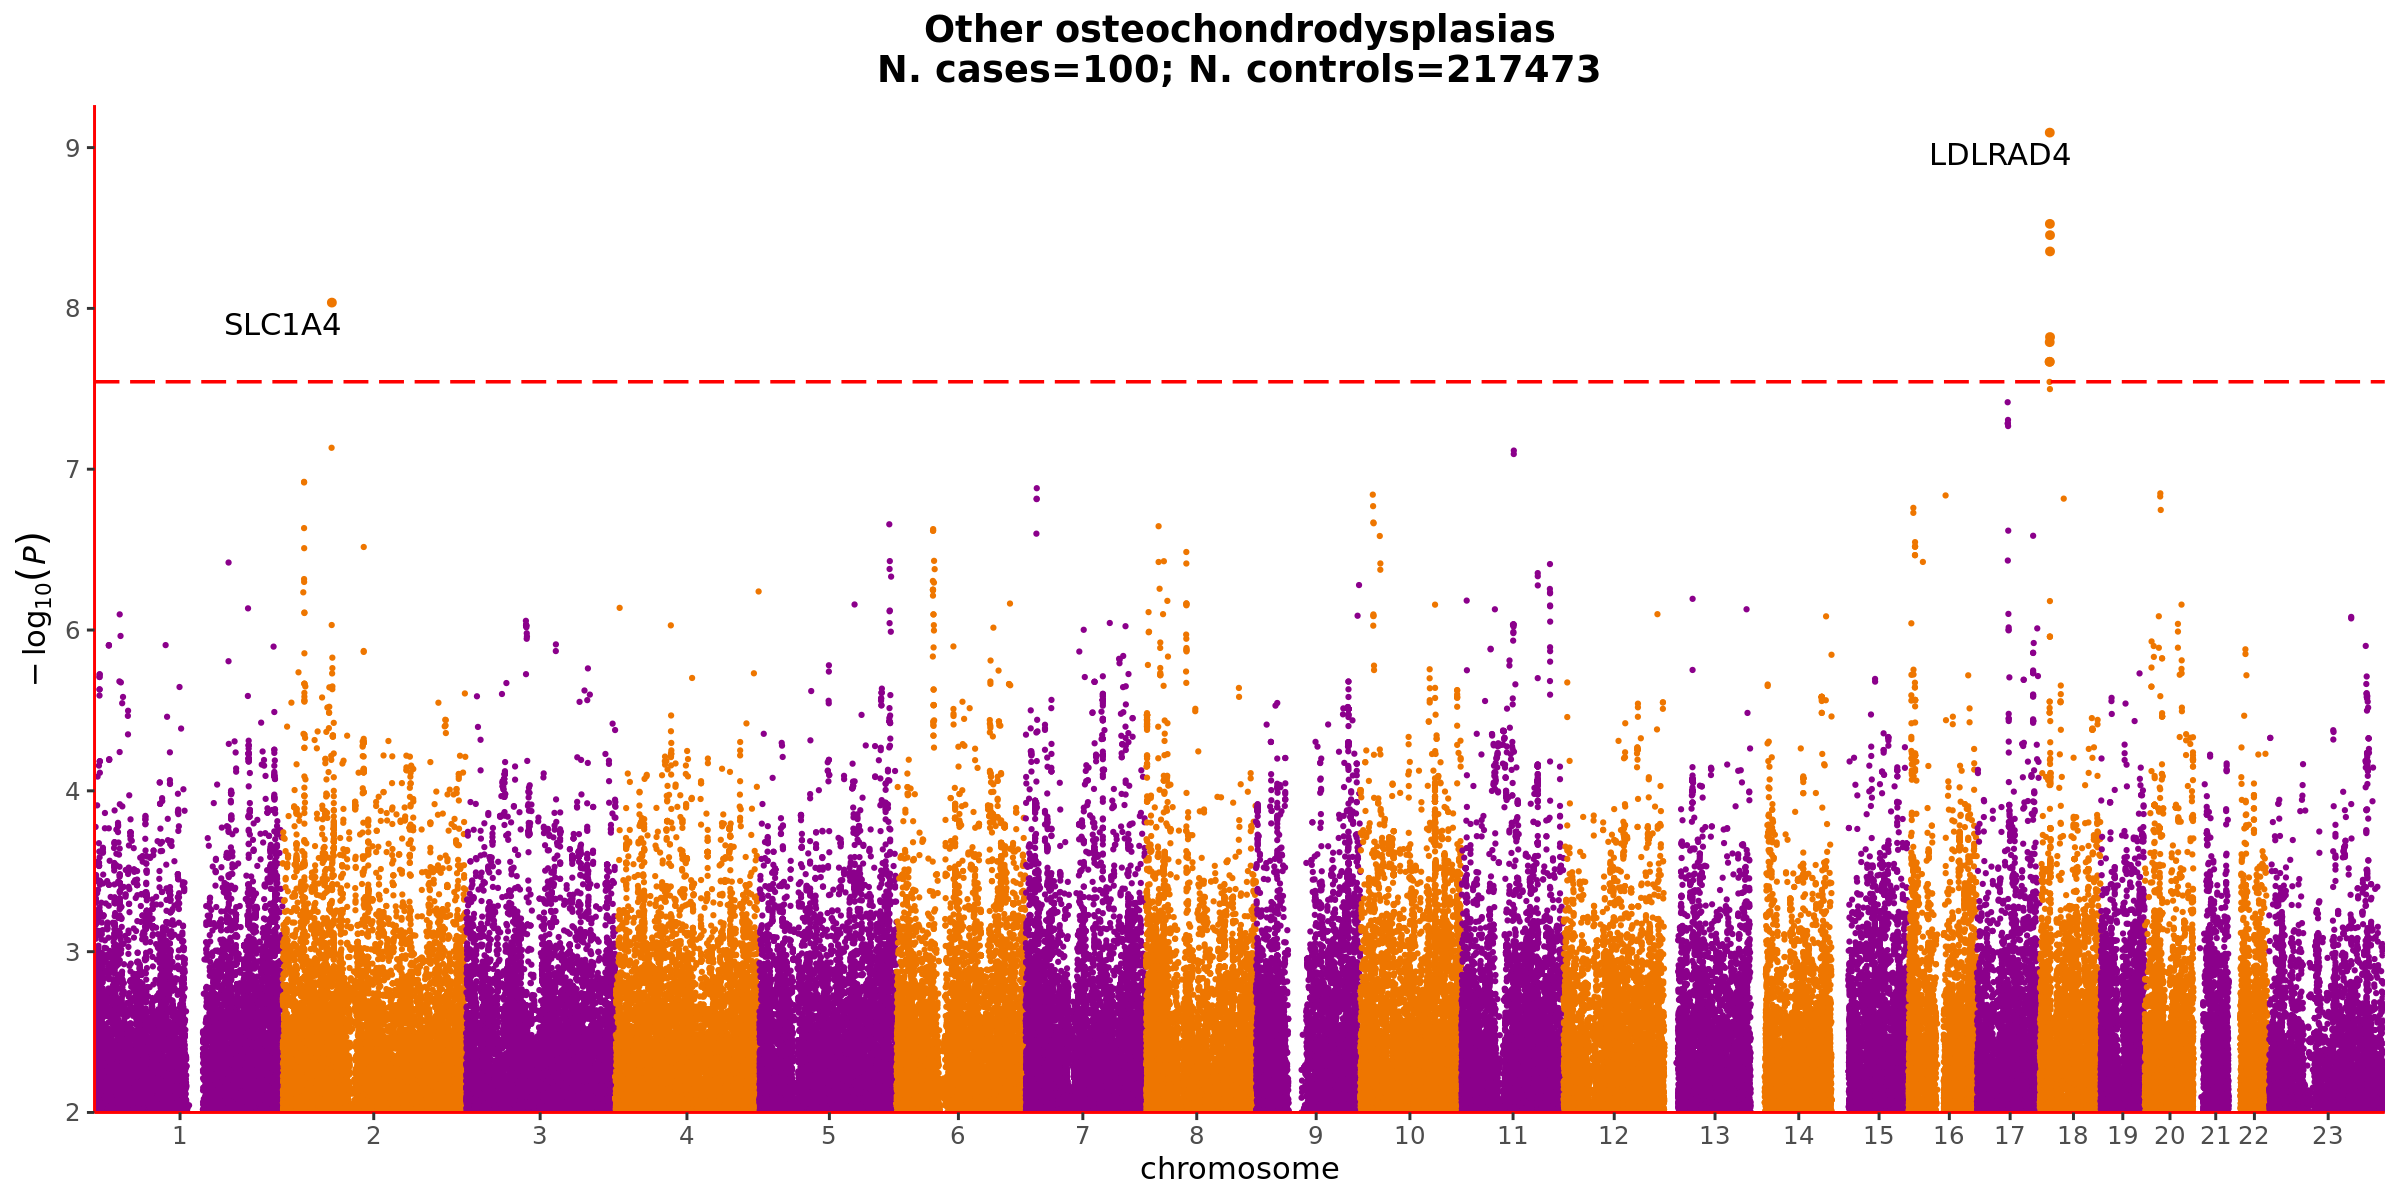 Other osteochondrodysplasias
N. cases=100; N. controls=217473
9
LDLRAD4
8
SLC1A4
7
6
5
4
3
2
− log10(P)
1 2 3 4 5 6 7 8 9 10 11 12 13 14 15 16 17 18 19 20 21 22 23
chromosome